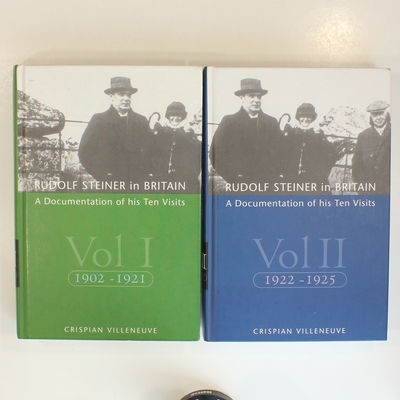 RUDOLF STEINER in BRITAIN
A Documentation of his Ten Visits
Vol I
1902 - 1921
CRISPIAN VILLENEUVE
RUDOLF STEINER in BRITAIN
A Documentation of his Ten Visits
Vol II
1922 - 1925
CRISPIAN VILLENEUVE